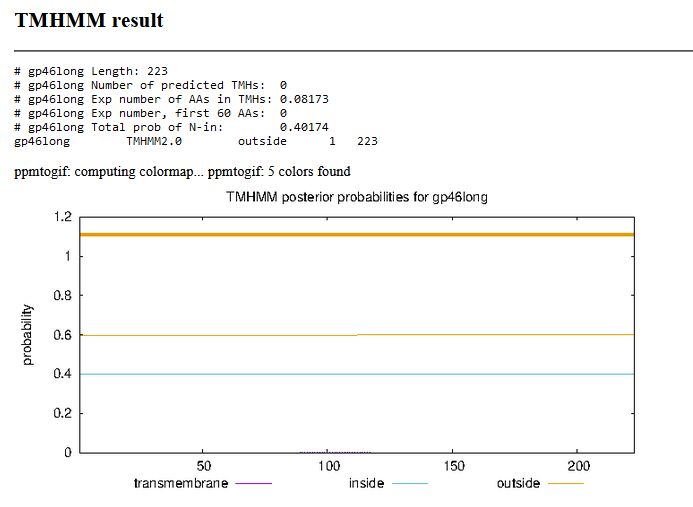 TMHMM result
# gp46long Length: 223
# gp46long Number of predicted TMHs:  0
# gp46long Exp number of AAs in TMHs: 0.08173
# gp46long Exp number, first 60 AAs:  0
# gp46long Total prob of N-in:        0.40174
gp46long        TMHMM2.0        outside      1   223
ppmtogif: computing colormap... ppmtogif: 5 colors found
TMHMM posterior probabilities for gp46long
1.2
1
0.8
0.6
0.4
0.2
0
probability
50 100 150 200
transmembrane inside outside